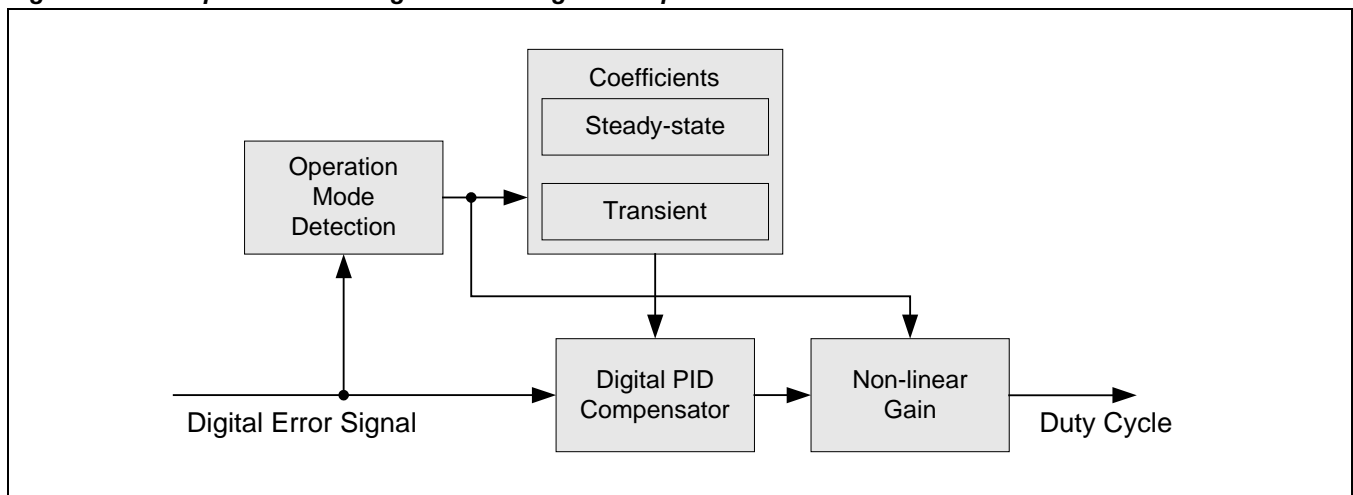 Coefficients
Steady-state
Operation
Mode
Detection
Transient
Digital PID
Compensator
Non-linear
Gain
Digital Error Signal
Duty Cycle